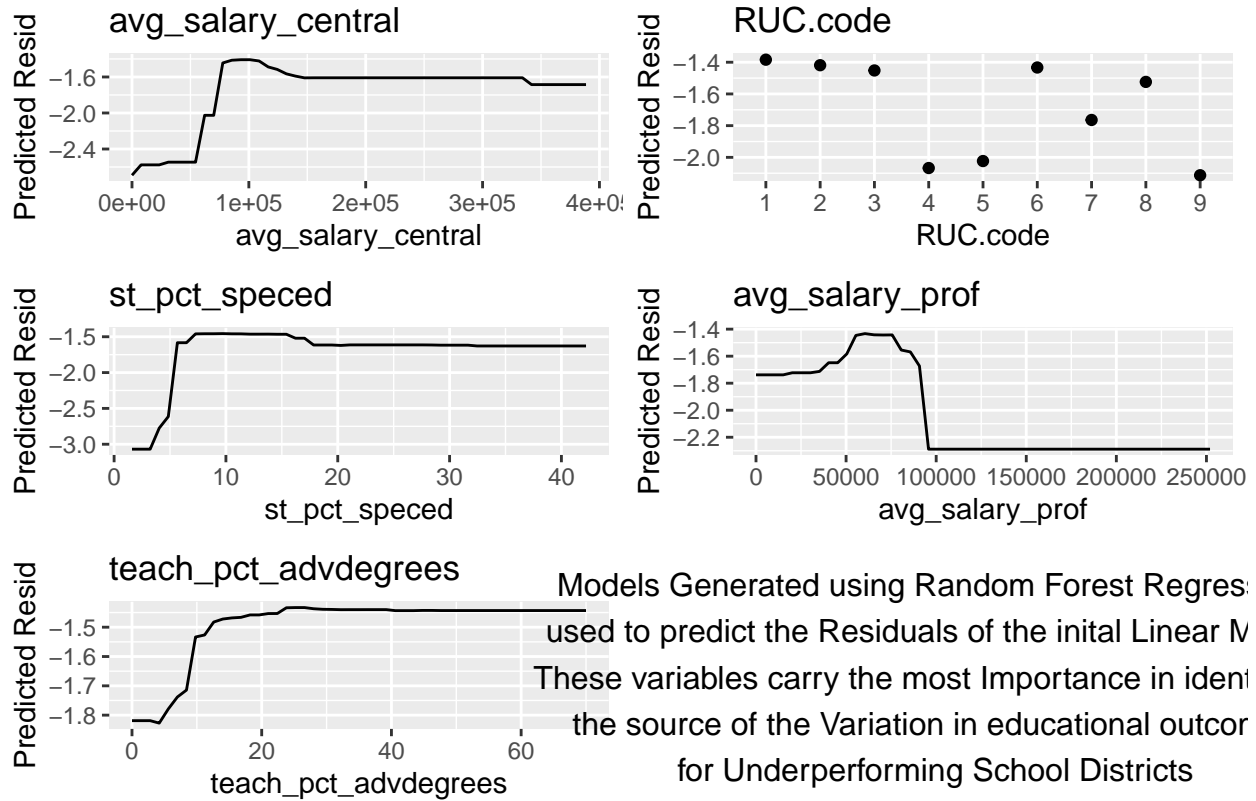 avg_salary_central
Predicted Resid
−1.6
−2.0
−2.4
0e+00 1e+05 2e+05 3e+05
avg_salary_central
RUC.code
Predicted Resid
−1.4
−1.6
−1.8
−2.0
1 2 3 4 5 6 7 8 9
RUC.code
st_pct_speced
Predicted Resid
−1.5
−2.0
−2.5
−3.0
0 10 20 30 40
st_pct_speced
avg_salary_prof
Predicted Resid
−1.4
−1.6
−1.8
−2.0
−2.2
0 50000 100000 150000 200000 250000
avg_salary_prof
teach_pct_advdegrees
Predicted Resid
−1.5
−1.6
−1.7
−1.8
0 20 40 60
teach_pct_advdegrees
Models Generated using Random Forest Regress
used to predict the Residuals of the inital Linear M
These variables carry the most Importance in ident
the source of the Variation in educational outcor
for Underperforming School Districts